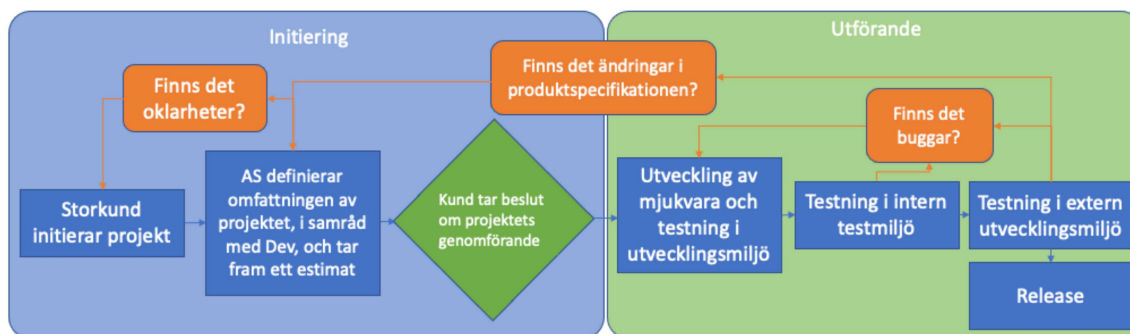 Initiering
Utförande
Finns det
oklarheter?
Finns det ändringar i
produktspecifikationen?
Finns det
buggar?
Storkund
initierar projekt
AS definierar
omfattningen av
projektet, i samråd
med Dev, och tar
fram ett estimat
Kund tar beslut
om projektets
genomförande
Utveckling av
mjukvara och
testning i
utvecklingsmiljö
Testning i intern
testmiljö
Testning i extern
utvecklingsmiljö
Release